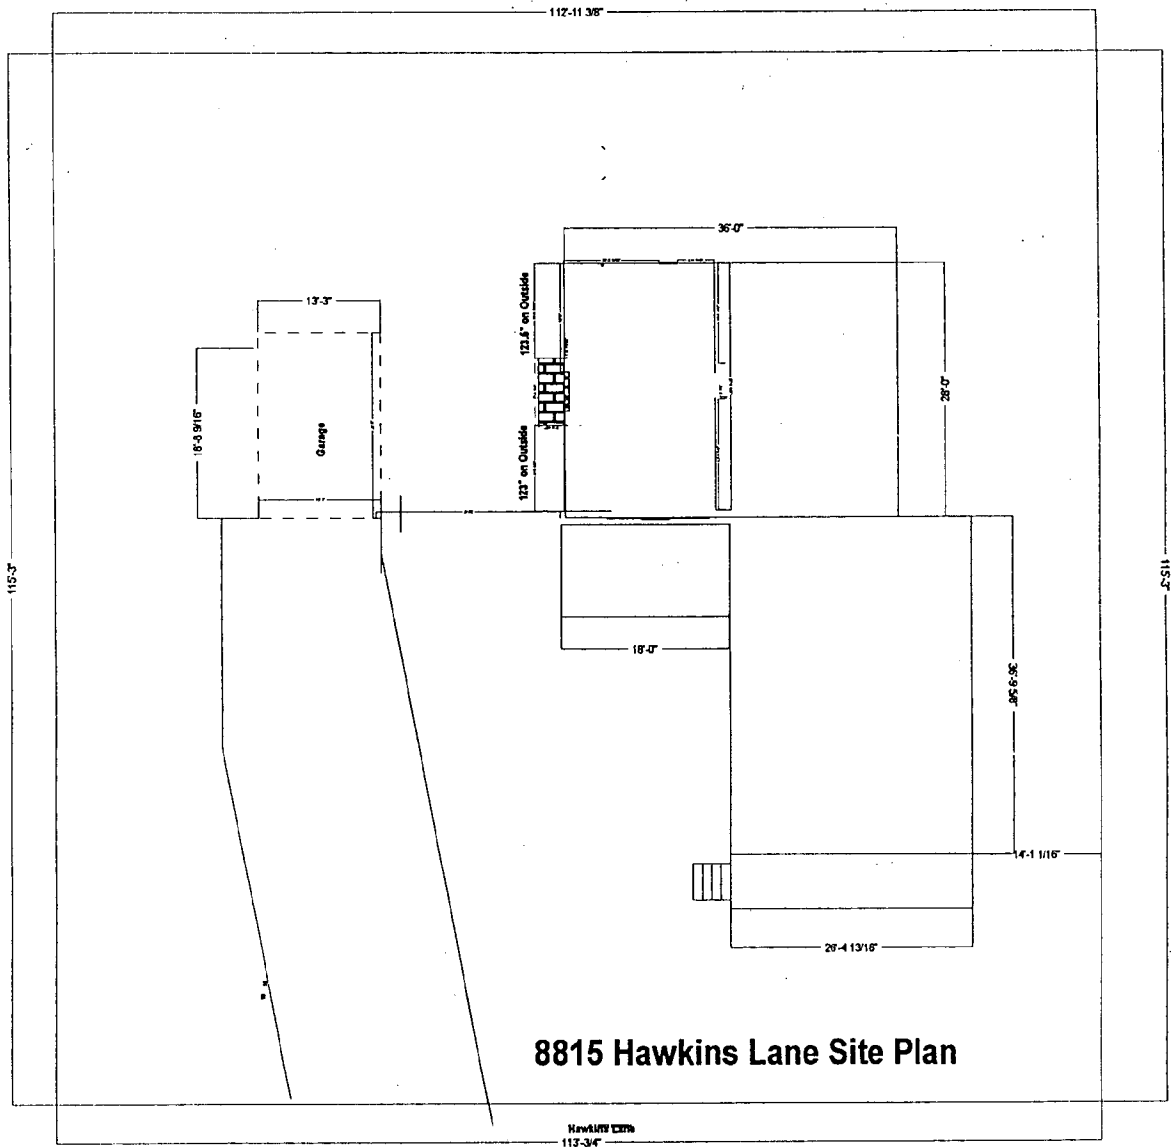 112'-11 3/8"
36'-0"
13'-3"
123.5" on Outside
18'-8 9/16"
Garage
28'-0"
123" on Outside
115'-3"
115'-3"
18'-0"
36'-9 5/8"
14'-1 1/16"
26'-4 13/16"
8815 Hawkins Lane Site Plan
Hawkins Lane
113'-3/4"